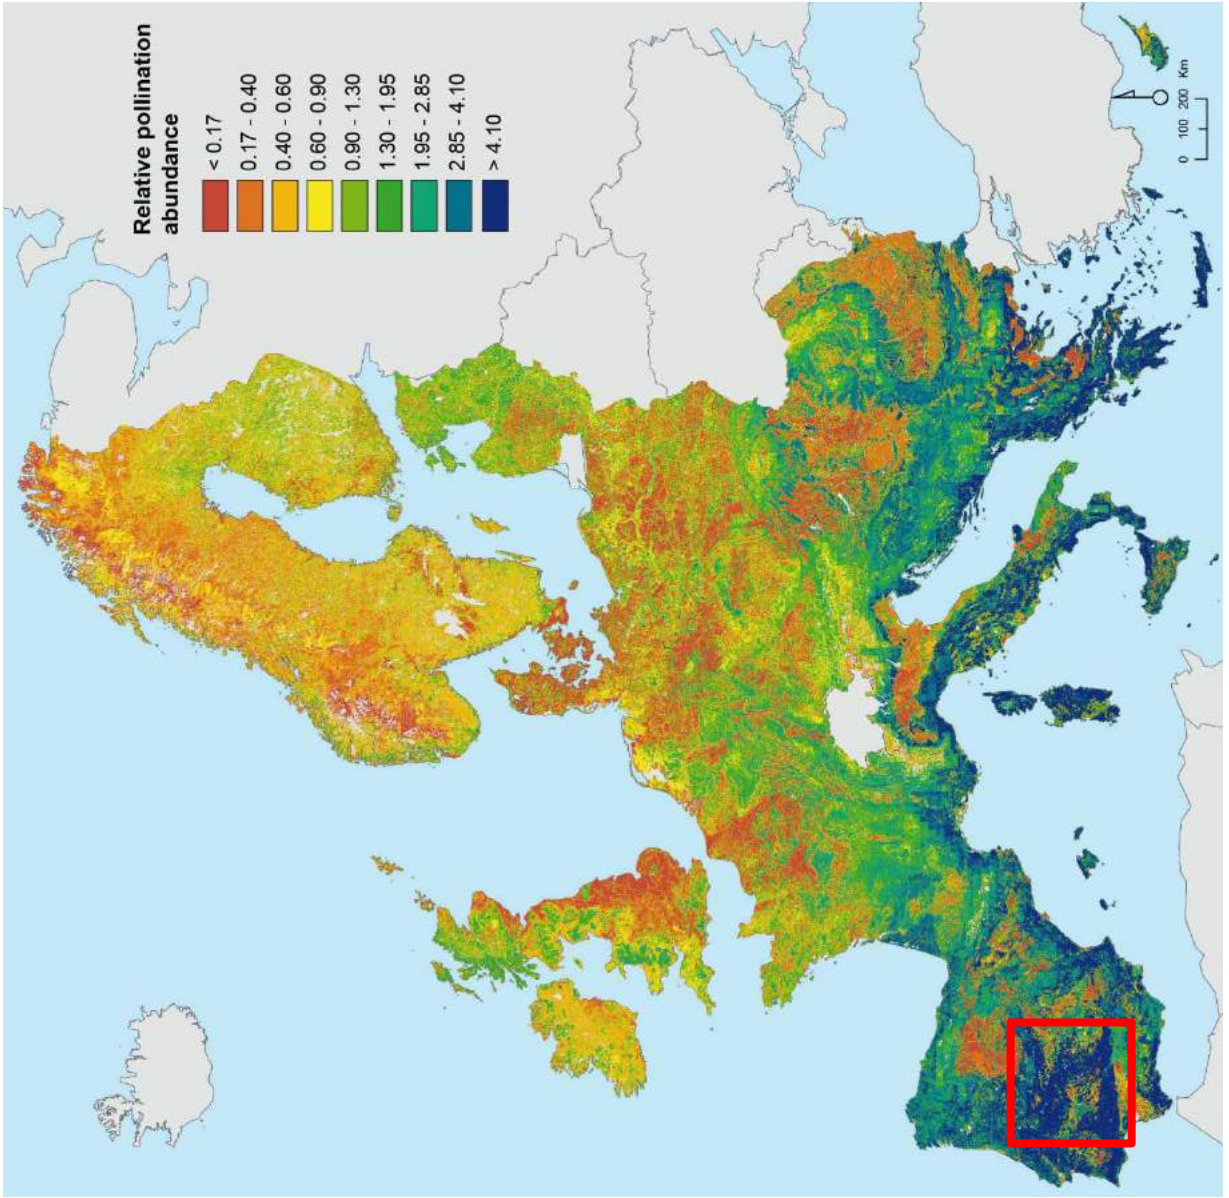 Relative pollination
abundance
< 0.17
0.17 - 0.40
0.40 - 0.60
0.60 - 0.90
0.90 - 1.30
1.30 - 1.95
1.95 - 2.85
2.85 - 4.10
> 4.10
0 100 200 Km